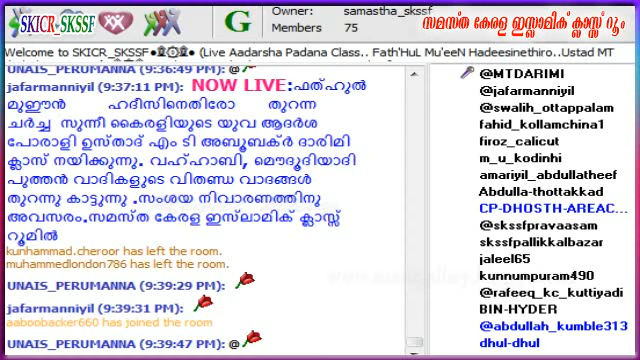 SKICR-SKSSF
Owner samastha_skssf
Members 75
സമസ്ത കേരള ഇസ്ലാമിക് ക്ലാസ്സ് റൂം
Welcome to SKICR_SKSSF●۩۞۩● (Live Aadarsha Padana Class.. Fath'HuL Mu'eeN Hadeesinethiro..Ustad MT
UNAIS_PERUMANNA (9:36:49 PM): @
jafarmanniyil (9:37:11 PM): NOW LIVE:ഫത്ഹുൽ
മുഈൻ ഹദീസിനെതിരോ തുറന്ന
ചർച്ച സുന്നീ കൈരളിയുടെ യുവ ആദർശ
പോരാളി ഉസ്താദ് എം ടി അബൂബക്ർ ദാരിമി
ക്ലാസ് നയിക്കുന്നു. വഹ്ഹാബി, മൌദൂദിയാദി
പുത്തൻ വാദികളുടെ വിതണ്ഡ വാദങ്ങൾ
തുറന്നു കാട്ടുന്നു .സംശയ നിവാരണത്തിനു
അവസരം.സമസ്ത കേരള ഇസ്ലാമിക് ക്ലാസ്സ്
റൂമിൽ
kunhammad.cheroor has left the room.
muhammedlondon786 has left the room.
UNAIS_PERUMANNA (9:39:29 PM):
jafarmanniyil (9:39:31 PM):
aaboobacker660 has joined the room
UNAIS_PERUMANNA (9:39:47 PM): @
@MTDARIMI
@jafarmanniyil
@swalih_ottappalam
fahid_kollamchina1
firoz_calicut
m_u_kodinhi
amariyil_abdullatheef
Abdulla-thottakkad
CP-DHOSTH-AREAC...
@skssfpravaasam
skssfpallikkalbazar
jaleel65
kunnumpuram490
@rafeeq_kc_kuttiyadi
BIN-HYDER
@abdullah_kumble313
dhul-dhul